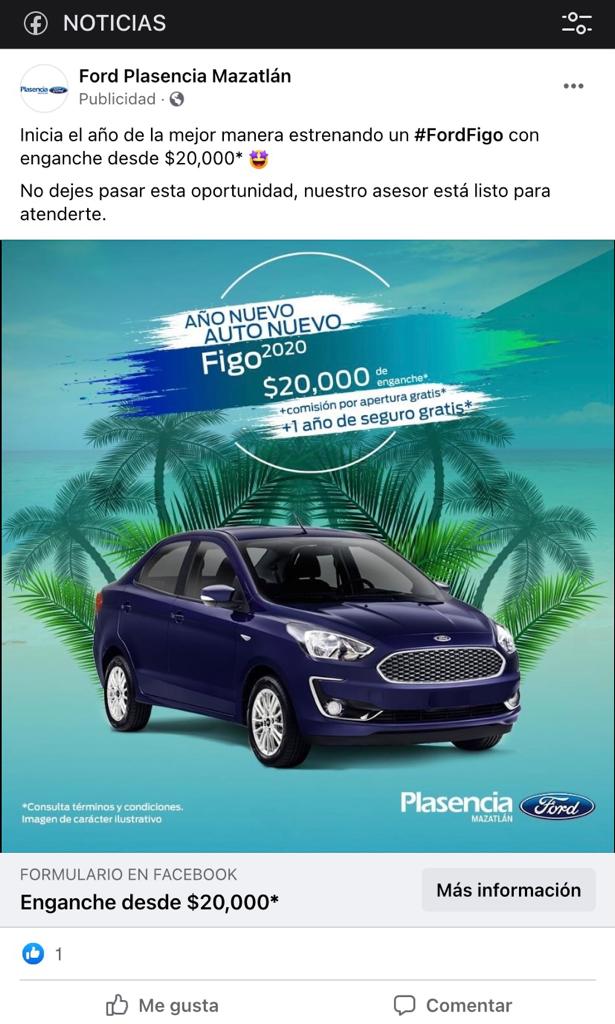 NOTICIAS
Plasencia Ford
Ford Plasencia Mazatlán
Publicidad ·
Inicia el año de la mejor manera estrenando un #FordFigo con
enganche desde $20,000* 🤩
No dejes pasar esta oportunidad, nuestro asesor está listo para
atenderte.
AÑO NUEVO
AUTO NUEVO
Figo2020
$20,000 de
enganche*
+comisión por apertura gratis*
+1 año de seguro gratis*
*Consulta términos y condiciones.
Imagen de carácter ilustrativo
Plasencia Ford
MAZATLÁN
FORMULARIO EN FACEBOOK
Enganche desde $20,000*
Más información
1
Me gusta
Comentar